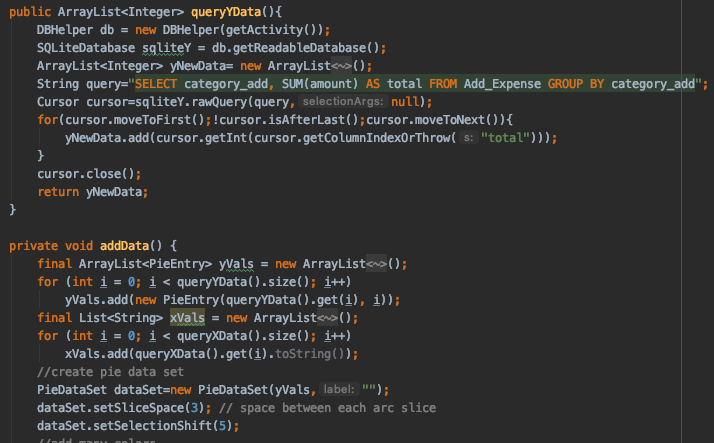 public ArrayList<Integer> queryYData(){
DBHelper db = new DBHelper(getActivity());
SQLiteDatabase sqliteY = db.getReadableDatabase();
ArrayList<Integer> yNewData= new ArrayList<~>();
String query="SELECT category_add, SUM(amount) AS total FROM Add_Expense GROUP BY category_add";
Cursor cursor=sqliteY.rawQuery(query, selectionArgs: null);
for(cursor.moveToFirst();!cursor.isAfterLast();cursor.moveToNext()){
yNewData.add(cursor.getInt(cursor.getColumnIndexOrThrow( s: "total")));
}
cursor.close();
return yNewData;
}
private void addData() {
final ArrayList<PieEntry> yVals = new ArrayList<~>();
for (int i = 0; i < queryYData().size(); i++)
yVals.add(new PieEntry(queryYData().get(i), i));
final List<String> xVals = new ArrayList<~>();
for (int i = 0; i < queryXData().size(); i++)
xVals.add(queryXData().get(i).toString());
//create pie data set
PieDataSet dataSet=new PieDataSet(yVals, label: "");
dataSet.setSliceSpace(3); // space between each arc slice
dataSet.setSelectionShift(5);
//add many colors